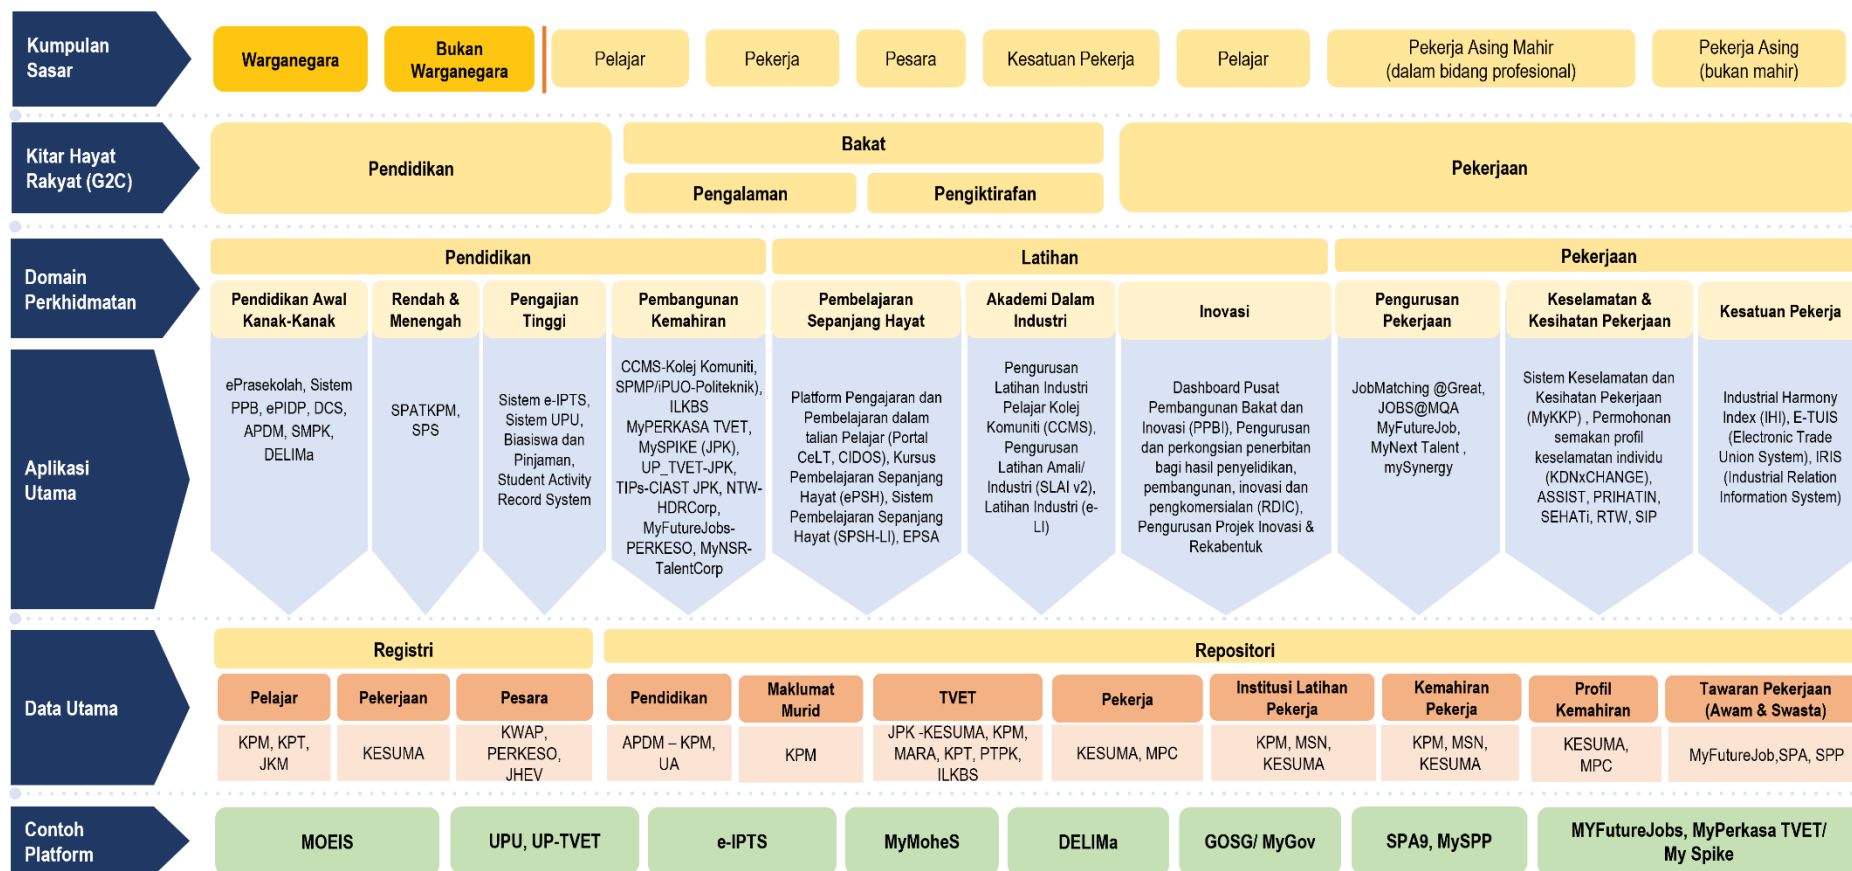 Kumpulan
Sasar
Warganegara
Bukan
Warganegara
Pelajar
Pekerja
Pesara
Kesatuan Pekerja
Pelajar
Pekerja Asing Mahir
(dalam bidang profesional)
Pekerja Asing
(bukan mahir)
Kitar Hayat
Rakyat (G2C)
Pendidikan
Bakat
Pengalaman
Pengiktirafan
Pekerjaan
Domain
Perkhidmatan
Pendidikan
Latihan
Pekerjaan
Pendidikan Awal
Kanak-Kanak
Rendah &
Menengah
Pengajian
Tinggi
Pembangunan
Kemahiran
Pembelajaran
Sepanjang Hayat
Akademi Dalam
Industri
Inovasi
Pengurusan
Pekerjaan
Keselamatan &
Kesihatan Pekerjaan
Kesatuan Pekerja
Aplikasi
Utama
ePrasekolah, Sistem
PPB, ePIDP, DCS,
APDM, SMPK,
DELIMa
SPATKPM,
SPS
Sistem e-IPTS,
Sistem UPU,
Biasiswa dan
Pinjaman,
Student Activity
Record System
CCMS-Kolej Komuniti,
SPMP/iPUO-Politeknik),
ILKBS
MyPERKASA TVET,
MySPIKE (JPK),
UP_TVET-JPK,
TIPs-CIAST JPK, NTW-
HDRCorp,
MyFutureJobs-
PERKESO, MyNSR-
TalentCorp
Platform Pengajaran dan
Pembelajaran dalam
talian Pelajar (Portal
CeLT, CIDOS), Kursus
Pembelajaran Sepanjang
Hayat (ePSH), Sistem
Pembelajaran Sepanjang
Hayat (SPSH-LI), EPSA
Pengurusan
Latihan Industri
Pelajar Kolej
Komuniti (CCMS),
Pengurusan
Latihan Amali/
Industri (SLAI v2),
Latihan Industri (e-
LI)
Dashboard Pusat
Pembangunan Bakat dan
Inovasi (PPBI), Pengurusan
dan perkongsian penerbitan
bagi hasil penyelidikan,
pembangunan, inovasi dan
pengkomersialan (RDIC),
Pengurusan Projek Inovasi &
Rekabentuk
JobMatching @Great,
JOBS@MQA
MyFutureJob,
MyNext Talent ,
mySynergy
Sistem Keselamatan dan
Kesihatan Pekerjaan
(MyKKP) , Permohonan
semakan profil
keselamatan individu
(KDNxCHANGE),
ASSIST, PRIHATIN,
SEHATi, RTW, SIP
Industrial Harmony
Index (IHI), E-TUIS
(Electronic Trade
Union System), IRIS
(Industrial Relation
Information System)
Data Utama
Registri
Repositori
Pelajar
Pekerjaan
Pesara
Pendidikan
Maklumat
Murid
TVET
Pekerja
Institusi Latihan
Pekerja
Kemahiran
Pekerja
Profil
Kemahiran
Tawaran Pekerjaan
(Awam & Swasta)
KPM, KPT,
JKM
KESUMA
KWAP,
PERKESO,
JHEV
APDM – KPM,
UA
KPM
JPK -KESUMA, KPM,
MARA, KPT, PTPK,
ILKBS
KESUMA, MPC
KPM, MSN,
KESUMA
KPM, MSN,
KESUMA
KESUMA,
MPC
MyFutureJob,SPA, SPP
Contoh
Platform
MOEIS
UPU, UP-TVET
e-IPTS
MyMoheS
DELIMa
GOSG/ MyGov
SPA9, MySPP
MYFutureJobs, MyPerkasa TVET/
My Spike